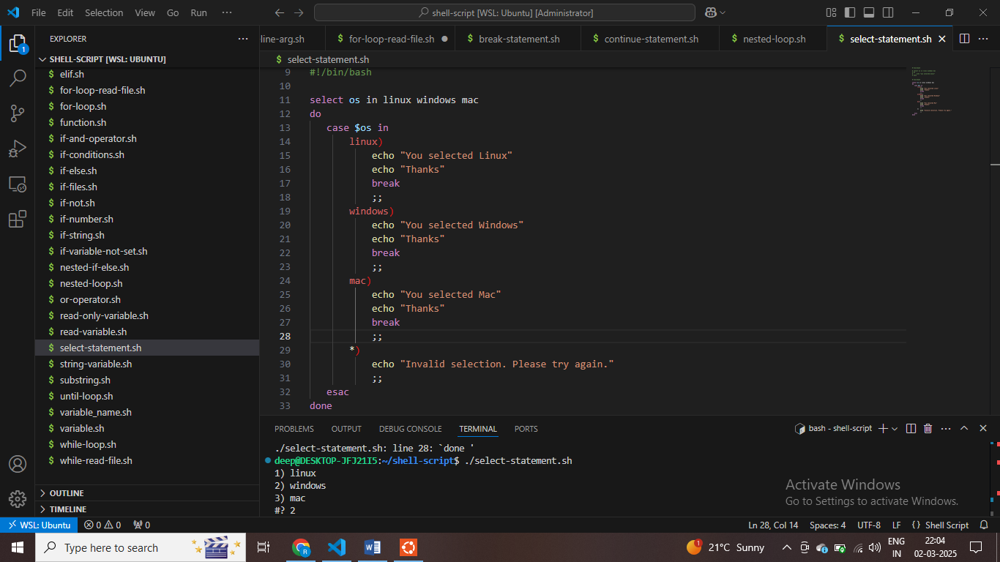 File Edit Selection View Go Run ··· shell-script [WSL: Ubuntu] [Administrator]
EXPLORER ···
SHELL-SCRIPT [WSL: UBUNTU]
$ elif.sh
$ for-loop-read-file.sh
$ for-loop.sh
$ function.sh
$ if-and-operator.sh
$ if-conditions.sh
$ if-else.sh
$ if-files.sh
$ if-not.sh
$ if-number.sh
$ if-string.sh
$ if-variable-not-set.sh
$ nested-if-else.sh
$ nested-loop.sh
$ or-operator.sh
$ read-only-variable.sh
$ read-variable.sh
$ select-statement.sh
$ string-variable.sh
$ substring.sh
$ until-loop.sh
$ variable_name.sh
$ variable.sh
$ while-loop.sh
$ while-read-file.sh
OUTLINE
TIMELINE
1
line-arg.sh $ for-loop-read-file.sh $ break-statement.sh $ continue-statement.sh $ nested-loop.sh $ select-statement.sh
$ select-statement.sh
9 #!/bin/bash
10
11 select os in linux windows mac
12 do
13 case $os in
14 linux)
15 echo "You selected Linux"
16 echo "Thanks"
17 break
18 ;;
19 windows)
20 echo "You selected Windows"
21 echo "Thanks"
22 break
23 ;;
24 mac)
25 echo "You selected Mac"
26 echo "Thanks"
27 break
28 ;;
29 *)
30 echo "Invalid selection. Please try again."
31 ;;
32 esac
33 done
PROBLEMS OUTPUT DEBUG CONSOLE TERMINAL PORTS bash - shell-script
./select-statement.sh: line 28: `done '
deep@DESKTOP-JFJ21I5:~/shell-script$ ./select-statement.sh
1) linux
2) windows
3) mac
#? 2
Activate Windows
Go to Settings to activate Windows.
WSL: Ubuntu 0 0 0 Ln 28, Col 14 Spaces: 4 UTF-8 LF {} Shell Script
Type here to search R W 1 21°C Sunny ENG IN 22:04 02-03-2025